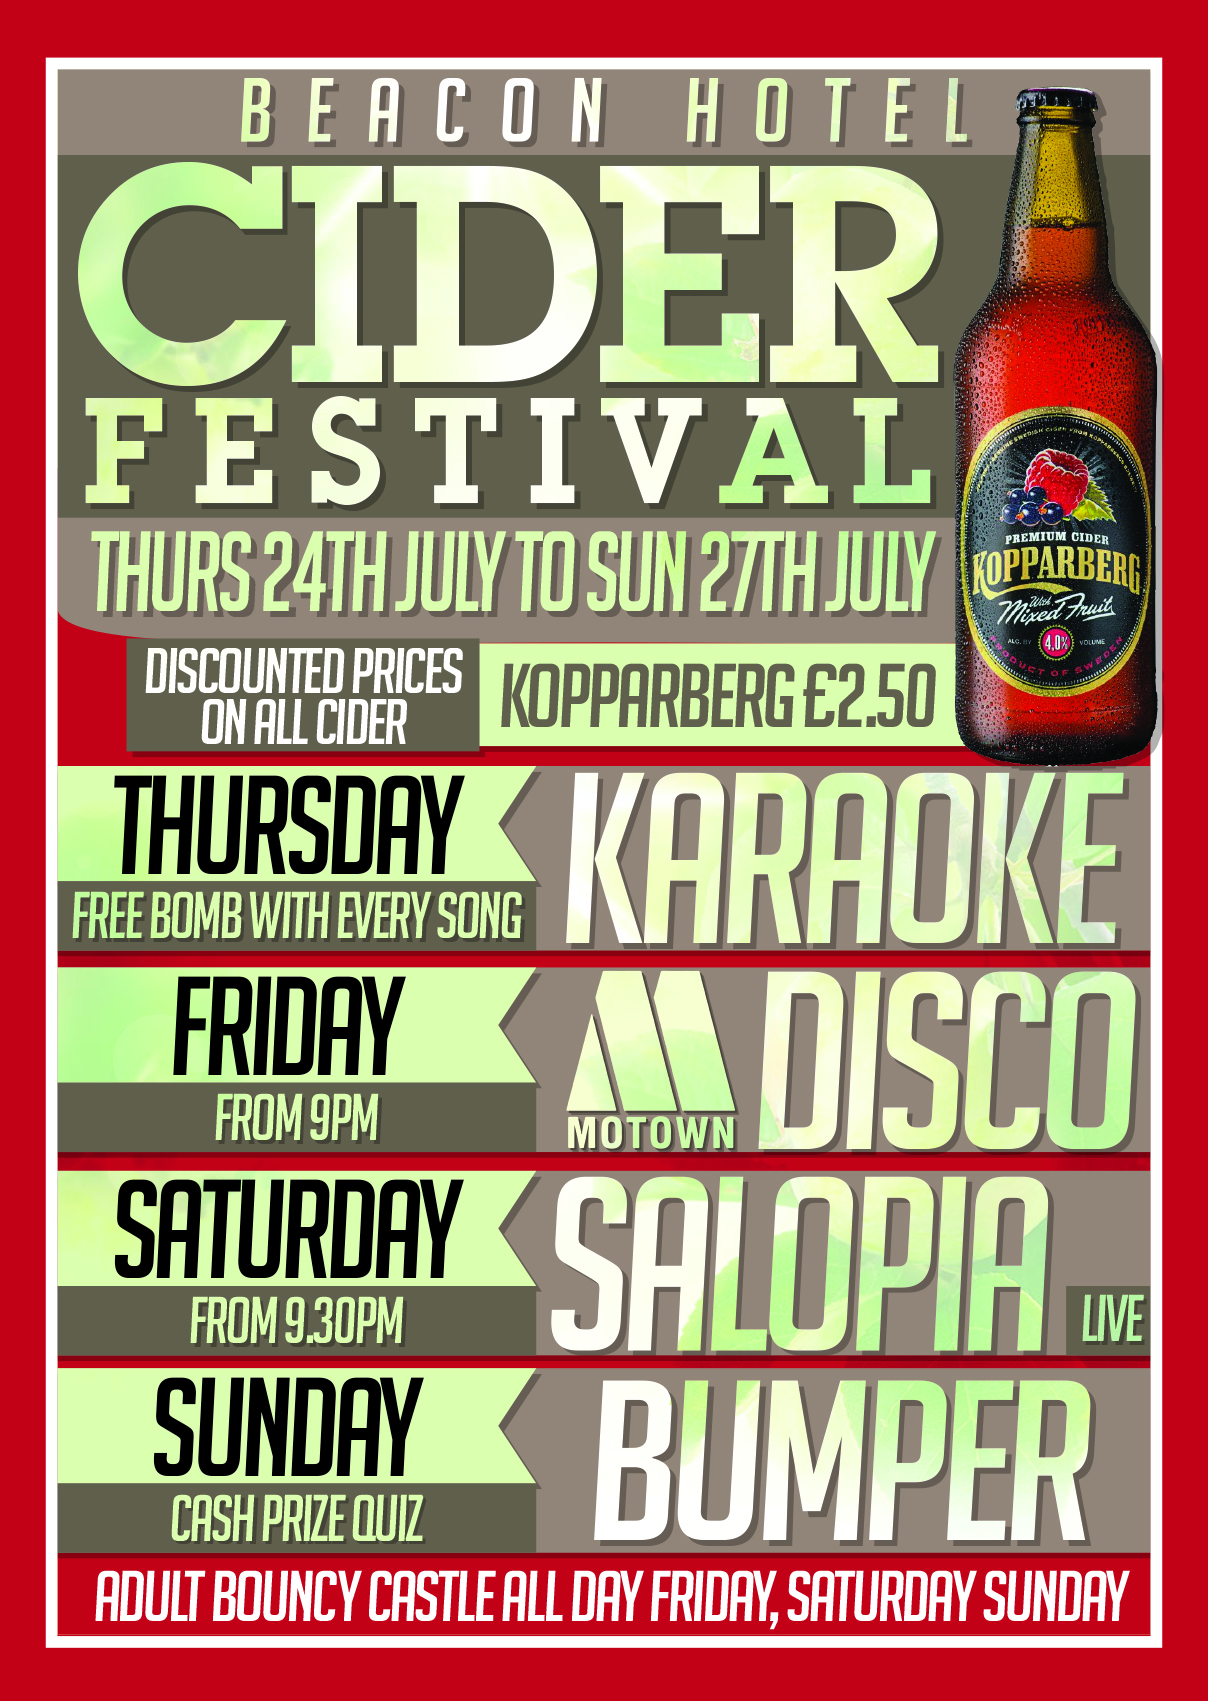 BEACON HOTEL
CIDER
FESTIVAL
THURS 24TH JULY TO SUN 27TH JULY
PREMIUM CIDER
KOPPARBERG
With
Mixed Fruit
ALC. BY 4,0% VOLUME
PRODUCT OF SWEDEN
DISCOUNTED PRICES
ON ALL CIDER
KOPPARBERG £2.50
THURSDAY
FREE BOMB WITH EVERY SONG
KARAOKE
FRIDAY
FROM 9PM
MOTOWN
DISCO
SATURDAY
FROM 9.30PM
SALOPIA
LIVE
SUNDAY
CASH PRIZE QUIZ
BUMPER
ADULT BOUNCY CASTLE ALL DAY FRIDAY, SATURDAY SUNDAY